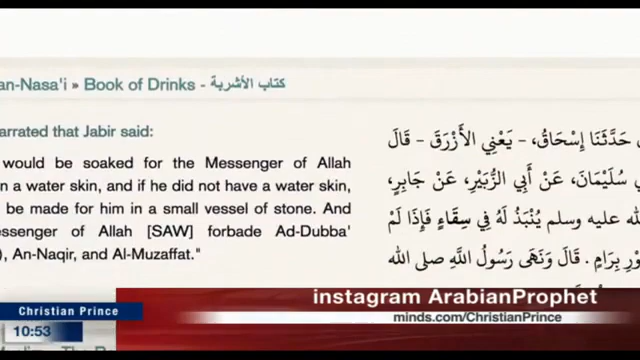 an-Nasa'i » Book of Drinks - كتاب الأشربة
arrated that Jabir said:
would be soaked for the Messenger of Allah
n a water skin, and if he did not have a water skin,
be made for him in a small vessel of stone. And
ssenger of Allah [SAW] forbade Ad-Dubba'
), An-Naqir, and Al-Muzaffat."
حَدَّثَنَا إِسْحَاقُ، - يَعْنِي الأَزْرَقَ - قَالَ
سُلَيْمَانَ، عَنْ أَبِي الزُّبَيْرِ، عَنْ جَابِرٍ،
الله عليه وسلم يُنْبَذُ لَهُ فِي سِقَاءٍ فَإِذَا لَمْ
بِرَامٍ . قَالَ وَنَهَى رَسُولُ اللَّهِ صلى الله
instagram ArabianProphet
Christian Prince
minds.com/ChristianPrince
10:53